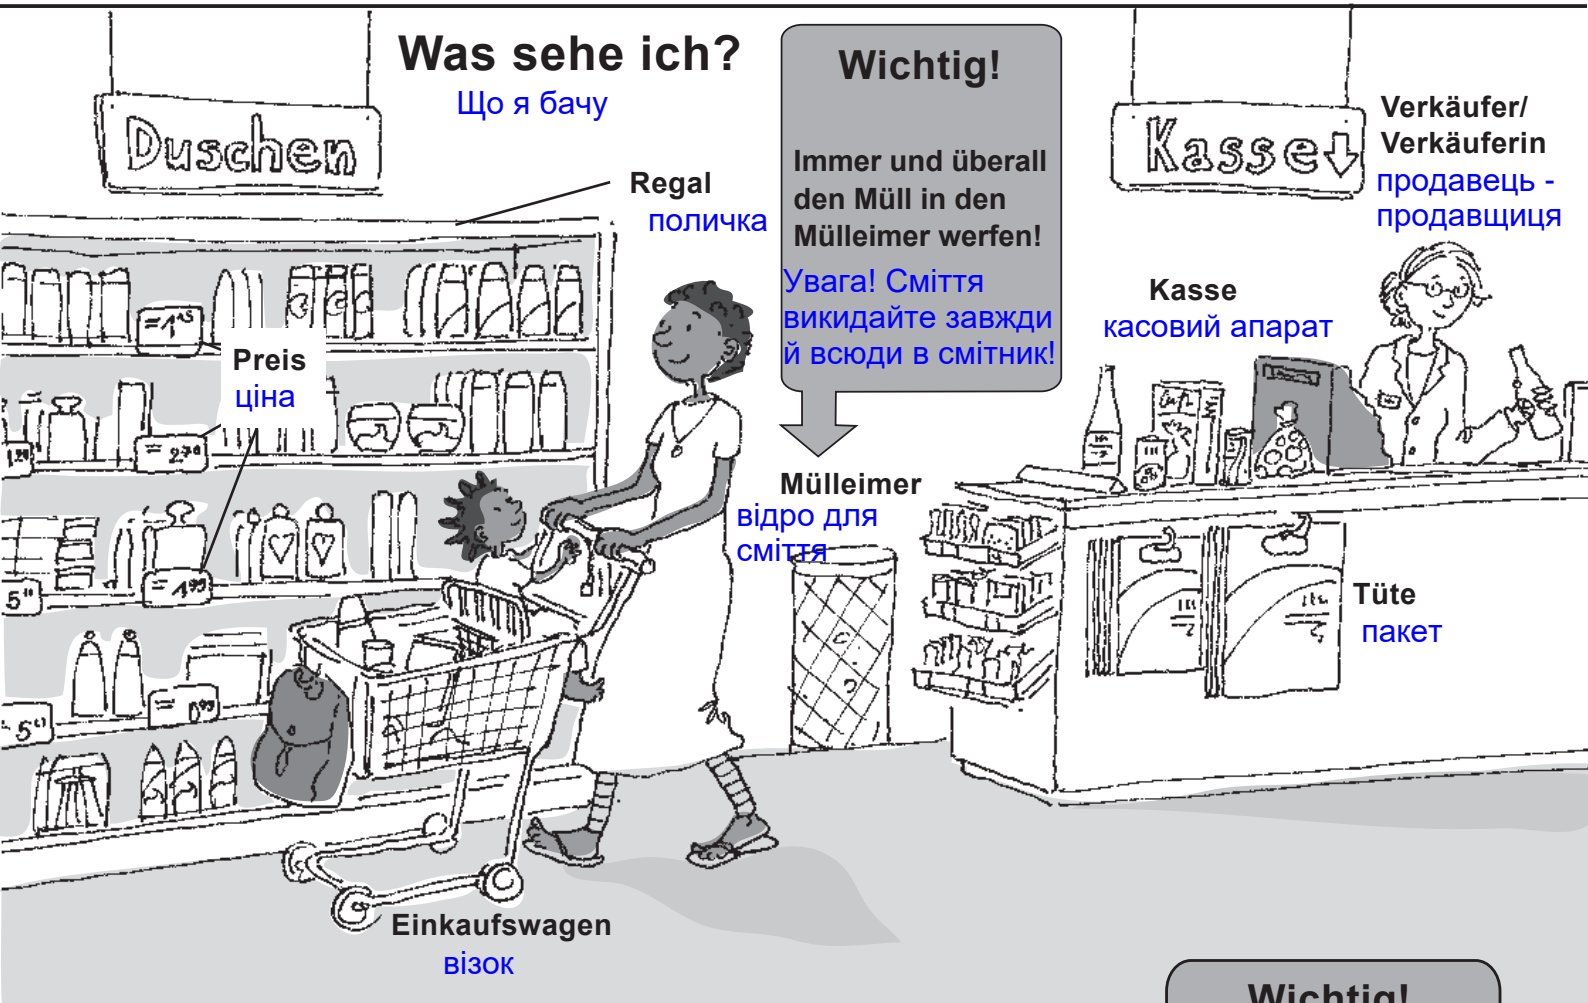 Was sehe ich?
Що я бачу
Duschen
Wichtig!
Immer und überall
den Müll in den
Mülleimer werfen!
Увага! Сміття
викидайте завжди
й всюди в смітник!
Kasse
Verkäufer/
Verkäuferin
продавець -
продавщиця
Regal
поличка
Kasse
касовий апарат
Preis
ціна
Mülleimer
відро для
сміття
Tüte
пакет
Einkaufswagen
візок
Wichtig!